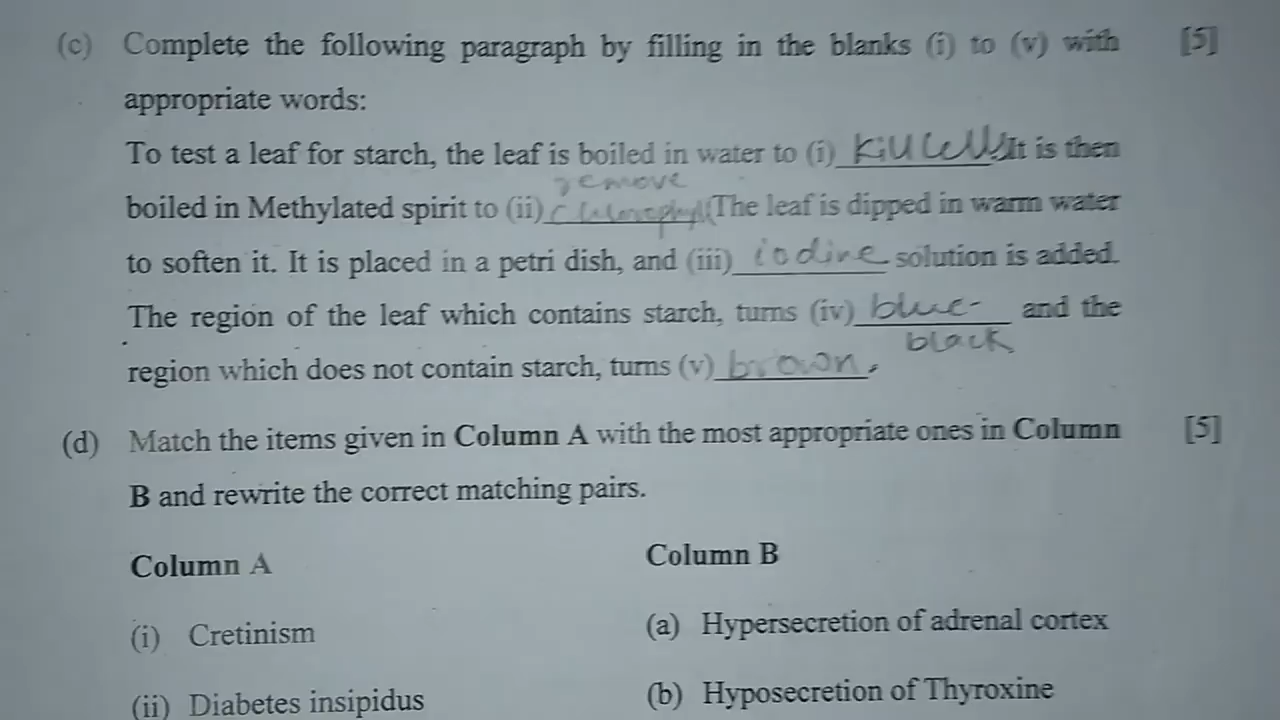 (c) Complete the following paragraph by filling in the blanks (i) to (v) with [5]
appropriate words:
To test a leaf for starch, the leaf is boiled in water to (i) kill cells. It is then
remove
boiled in Methylated spirit to (ii) chlorophyll. The leaf is dipped in warm water
to soften it. It is placed in a petri dish, and (iii) iodine solution is added.
The region of the leaf which contains starch, turns (iv) blue- and the
black
region which does not contain starch, turns (v) brown.
(d) Match the items given in Column A with the most appropriate ones in Column [5]
B and rewrite the correct matching pairs.
Column A Column B
(i) Cretinism (a) Hypersecretion of adrenal cortex
(ii) Diabetes insipidus (b) Hyposecretion of Thyroxine